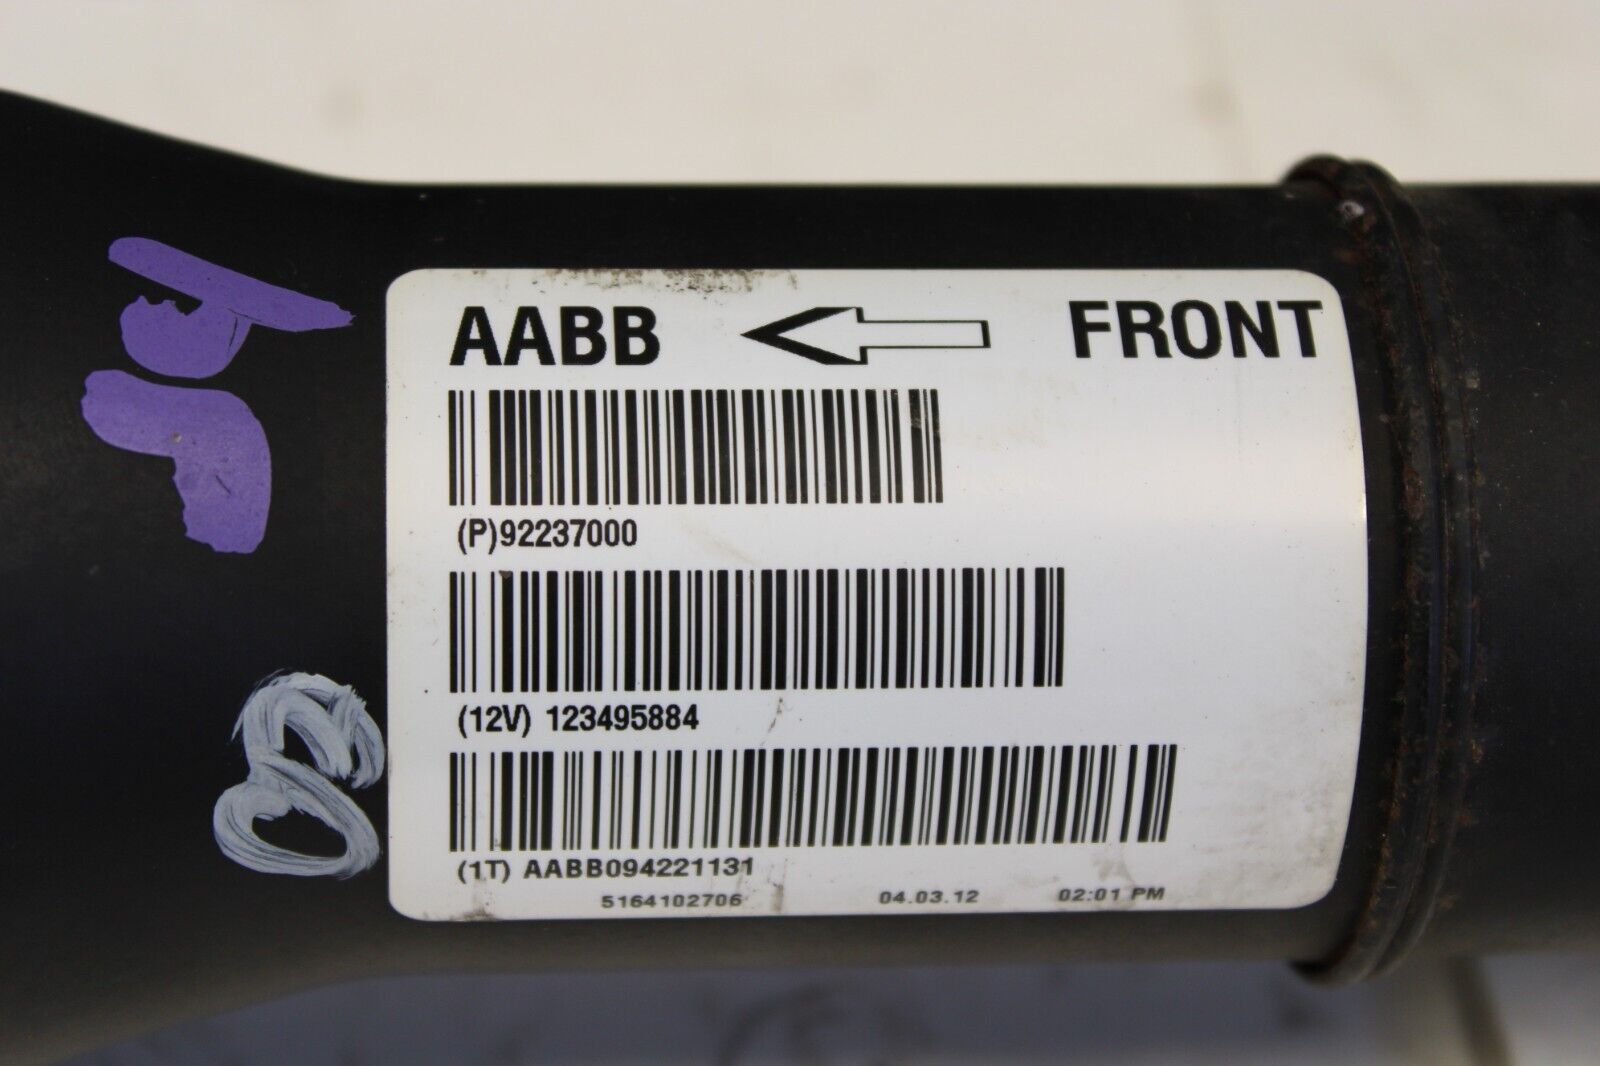 AABB FRONT
(P)92237000
(12V) 123495884
(1T) AABB094221131
5164102706 04.03.12 02:01 PM